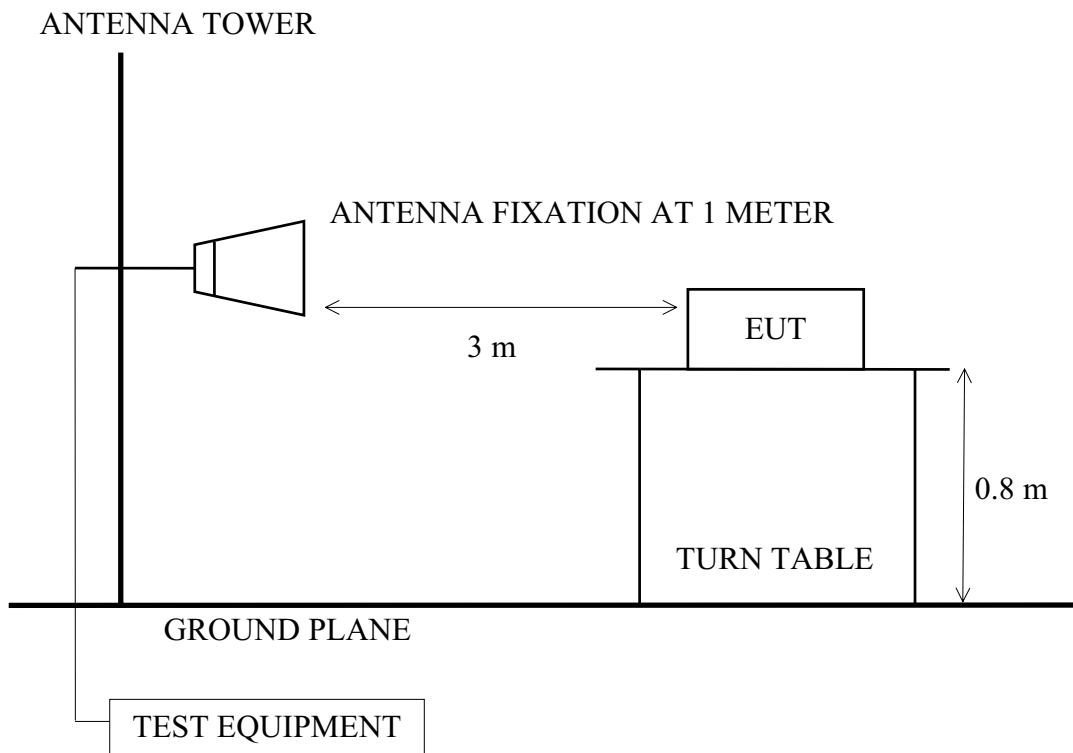 ANTENNA TOWER
ANTENNA FIXATION AT 1 METER
3 m
EUT
0.8 m
TURN TABLE
GROUND PLANE
TEST EQUIPMENT